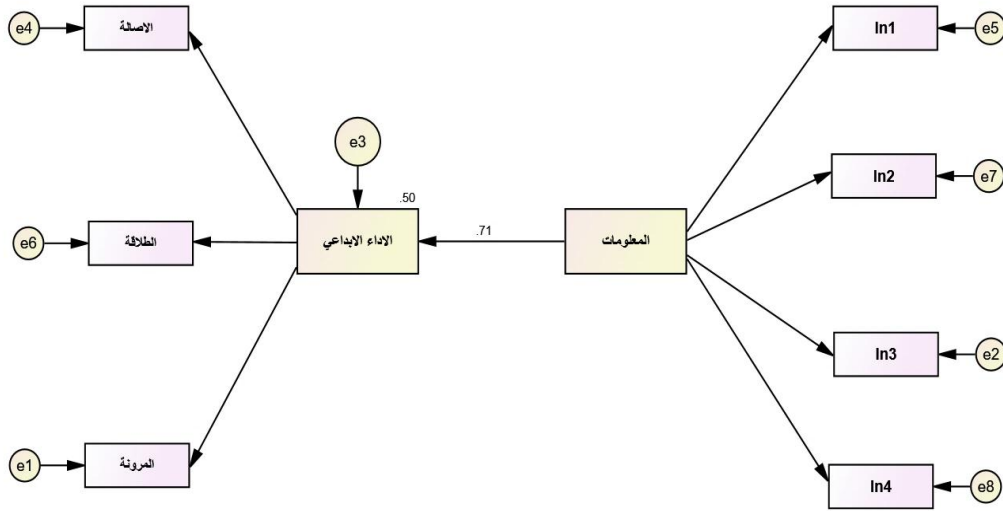 e4
الاصالة
In1
e5
e3
In2
e7
.50
e6
الطلاقة
الاداء الابداعي
.71
المعلومات
In3
e2
e1
المرونة
In4
e8